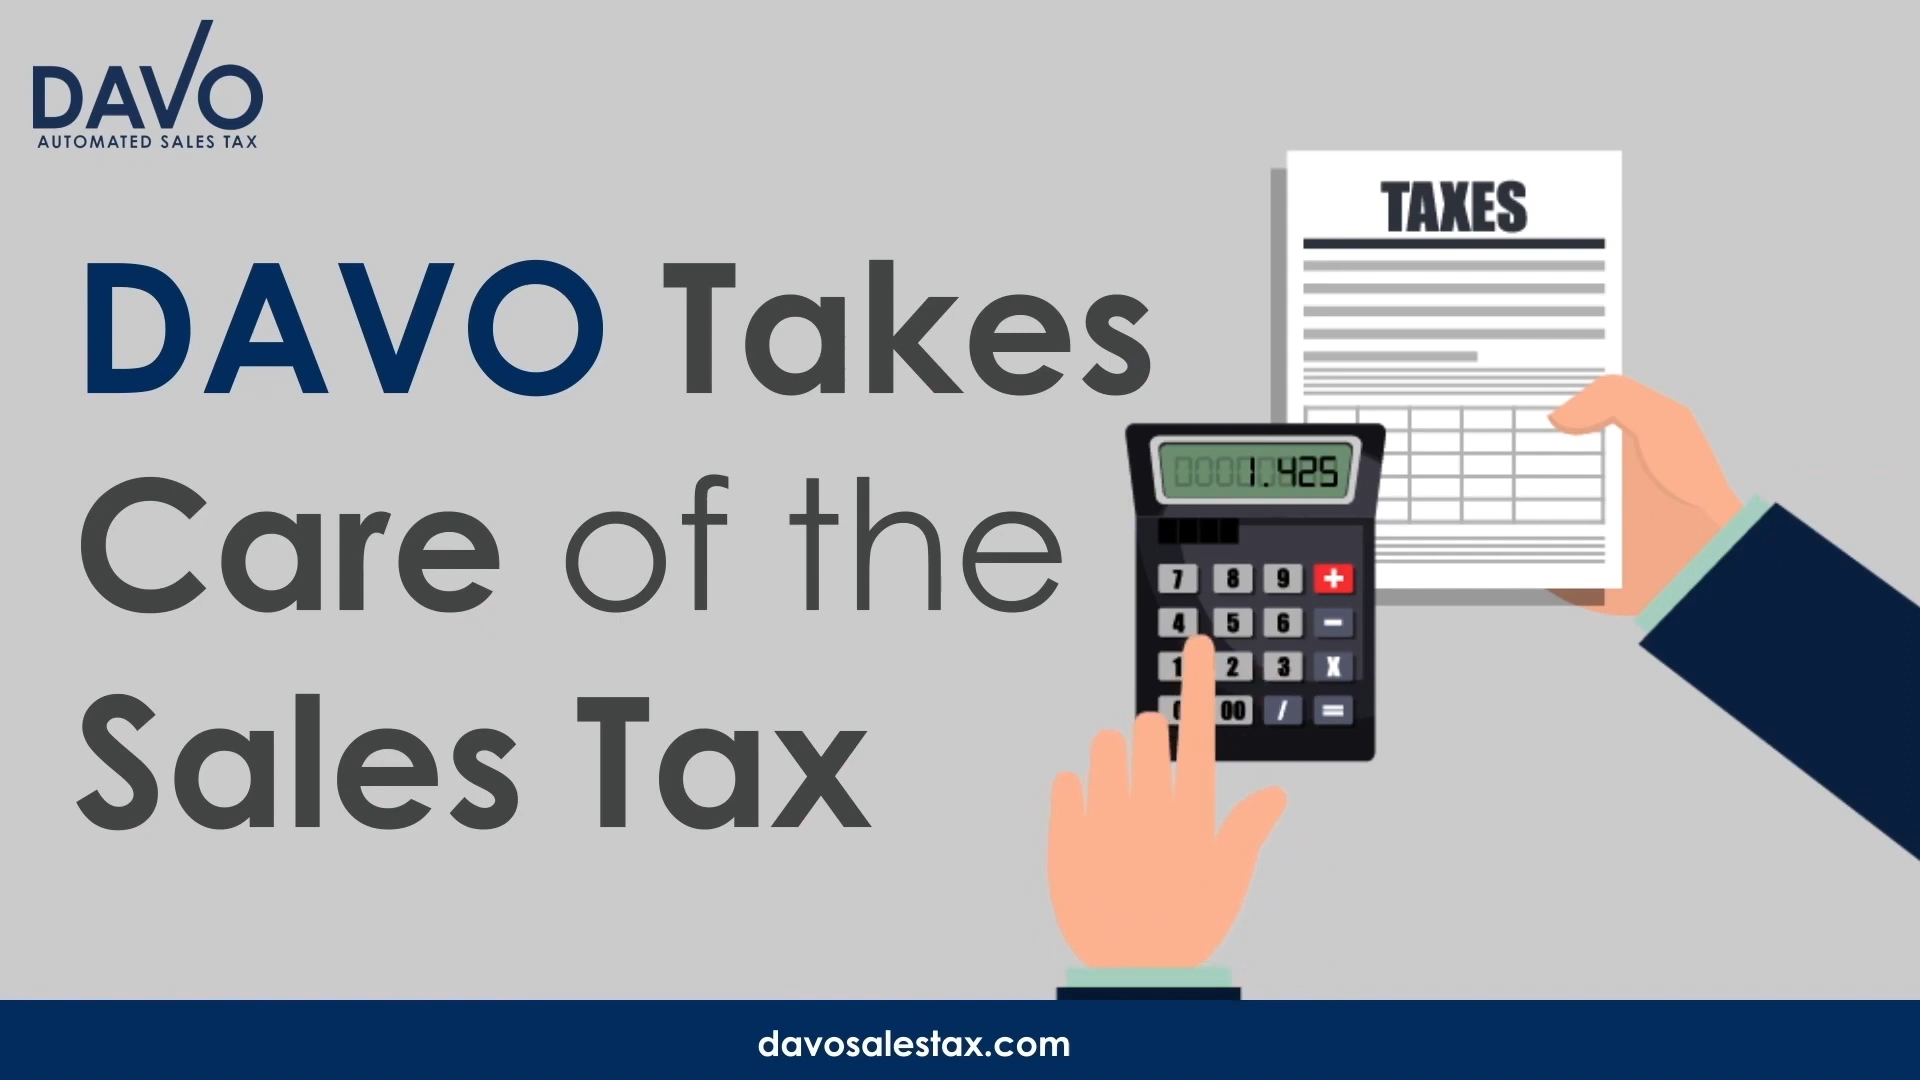 DAVO
AUTOMATED SALES TAX
DAVO Takes
Care of the
Sales Tax
TAXES
1.425
7 8 9 +
4 5 6 -
1 2 3 X
00 / =
davosalestax.com